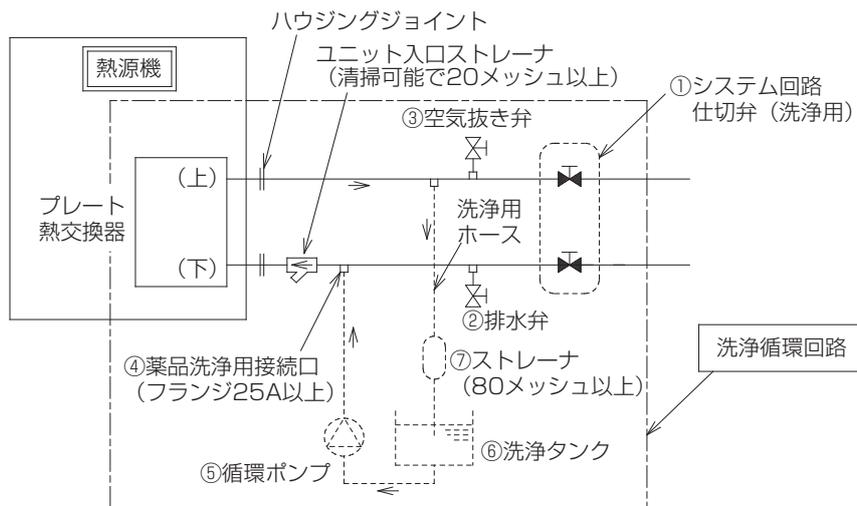 ハウジングジョイント
熱源機
ユニット入口ストレーナ
（清掃可能で20メッシュ以上）
①システム回路
仕切弁（洗浄用）
③空気抜き弁
（上）
プレート
熱交換器
洗浄用
ホース
（下）
②排水弁
④薬品洗浄用接続口
（フランジ25A以上）
⑦ストレーナ
（80メッシュ以上）
洗浄循環回路
⑤循環ポンプ
⑥洗浄タンク